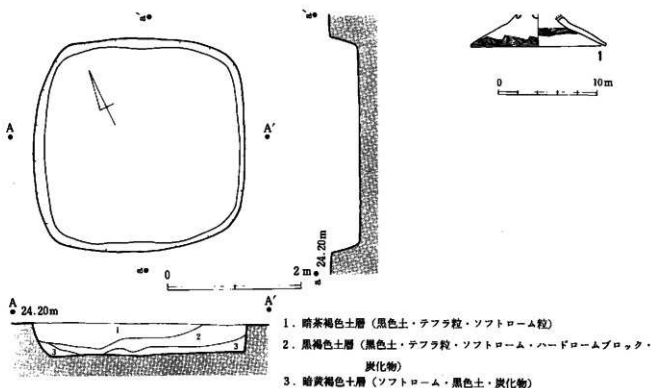 1
0 10m
A A′
0 2m
24.20m
A A′
24.20m
1
2
3
3
1．暗茶褐色土層（黒色土・テフラ粒・ソフトローム粒）
2．黒褐色土層（黒色土・テフラ粒・ソフトローム・ハードロームブロック・
炭化物）
3．暗黄褐色土層（ソフトローム・黒色土・炭化物）